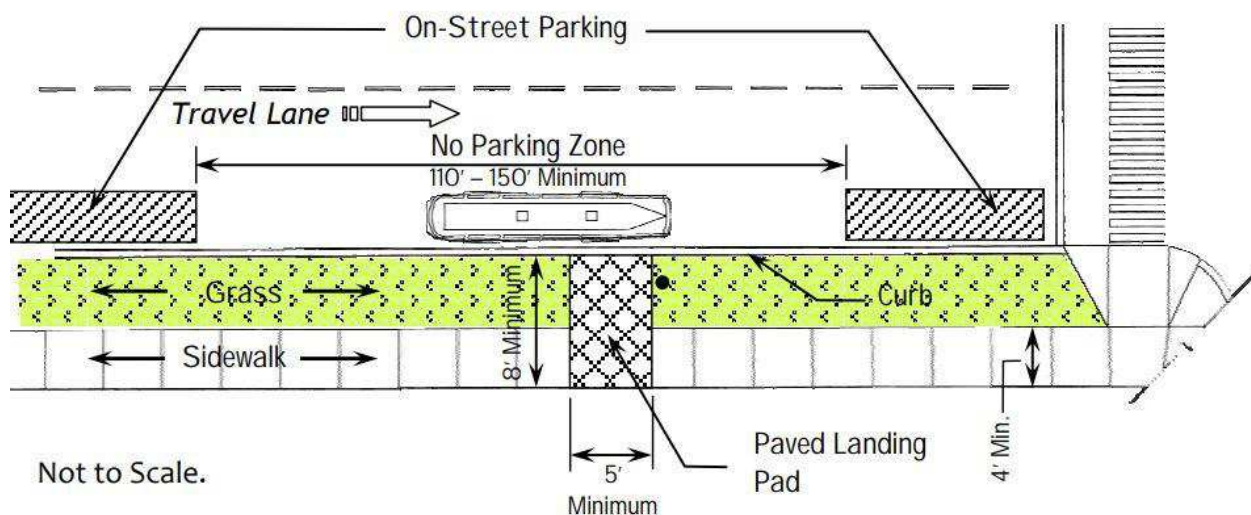 On-Street Parking
Travel Lane
No Parking Zone
110' – 150' Minimum
Grass
Curb
8' Minimum
Sidewalk
4' Min.
Paved Landing
Pad
5'
Minimum
Not to Scale.